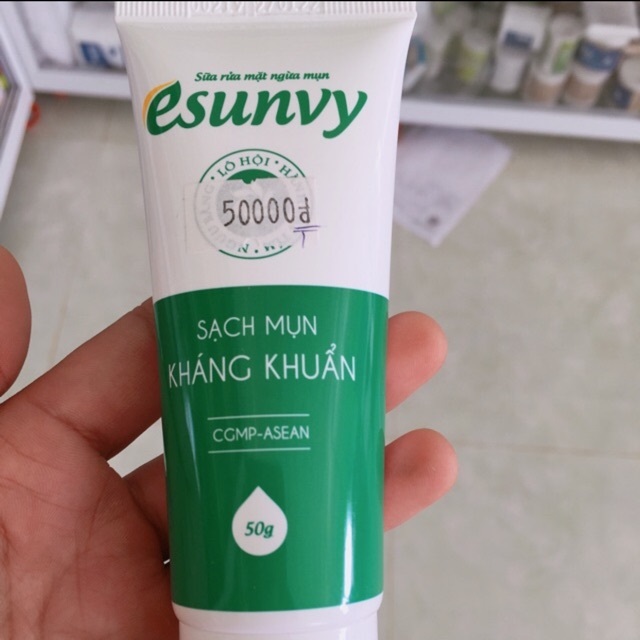 Sữa rửa mặt ngừa mụn
esunvy
LÔ HỘI
50000đ
SẠCH MỤN
KHÁNG KHUẨN
CGMP-ASEAN
50g